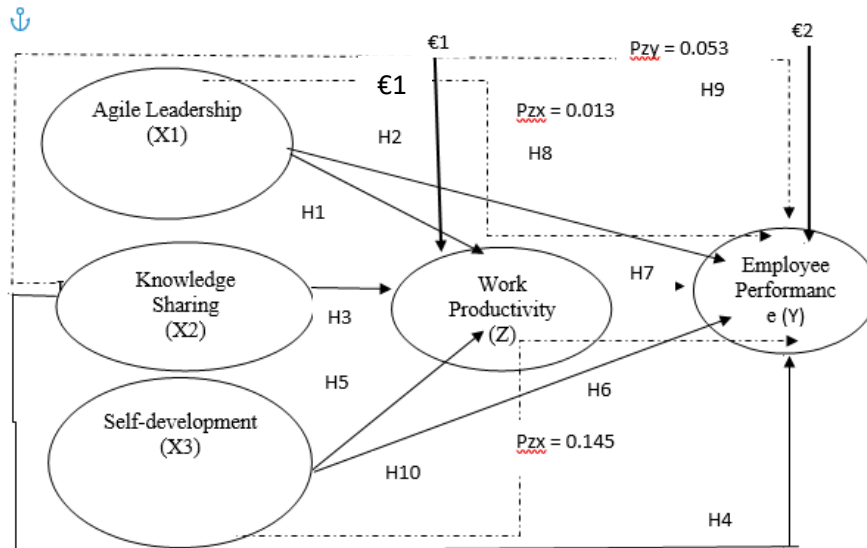 €1
€2
Pzy = 0.053
€1
H9
Agile Leadership
(X1)
Pzx = 0.013
H2
H8
H1
Knowledge
Sharing
(X2)
H3
Work
Productivity
(Z)
H7
Employee
Performanc
e (Y)
H5
H6
Self-development
(X3)
Pzx = 0.145
H10
H4